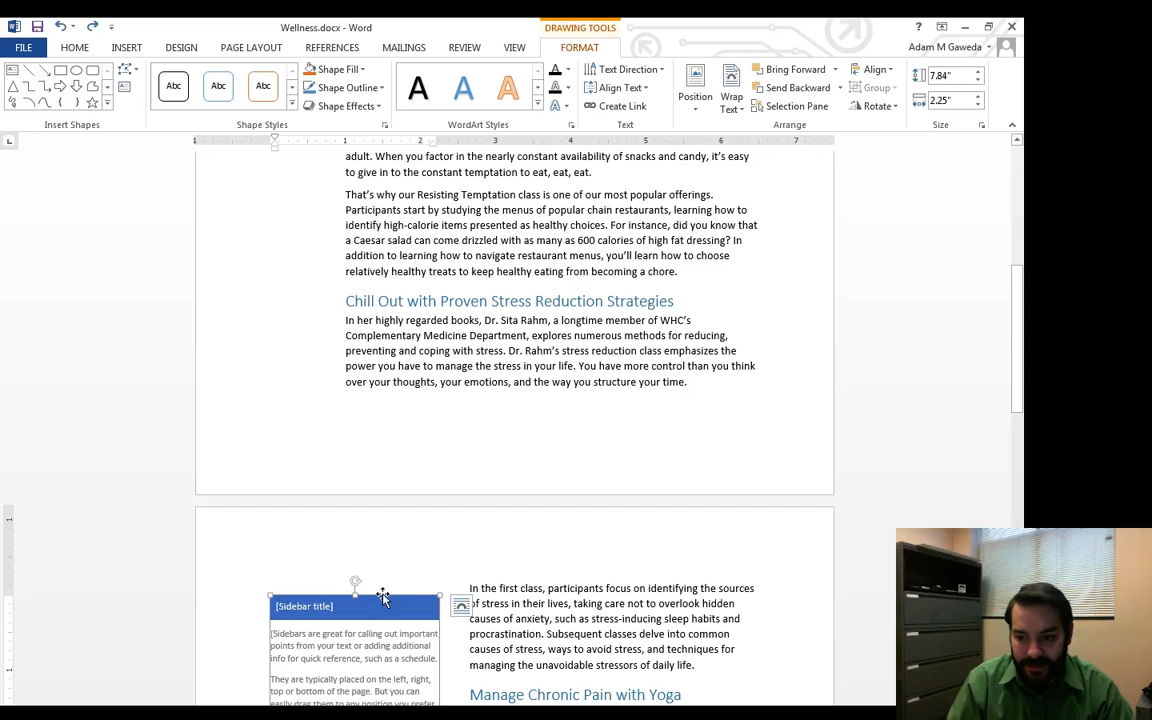 Wellness.docx - Word
DRAWING TOOLS
?
FILE
HOME
INSERT
DESIGN
PAGE LAYOUT
REFERENCES
MAILINGS
REVIEW
VIEW
FORMAT
Adam M Gaweda
Abc
Abc
Abc
Shape Fill
Shape Outline
Shape Effects
A
A
A
Text Direction
Align Text
Create Link
Position
Wrap
Text
Bring Forward
Send Backward
Selection Pane
Align
Group
Rotate
7.84"
2.25"
Insert Shapes
Shape Styles
WordArt Styles
Text
Arrange
Size
1 1 2 3 4 5 6 7
adult. When you factor in the nearly constant availability of snacks and candy, it's easy
to give in to the constant temptation to eat, eat, eat.
That's why our Resisting Temptation class is one of our most popular offerings.
Participants start by studying the menus of popular chain restaurants, learning how to
identify high-calorie items presented as healthy choices. For instance, did you know that
a Caesar salad can come drizzled with as many as 600 calories of high fat dressing? In
addition to learning how to navigate restaurant menus, you'll learn how to choose
relatively healthy treats to keep healthy eating from becoming a chore.
Chill Out with Proven Stress Reduction Strategies
In her highly regarded books, Dr. Sita Rahm, a longtime member of WHC's
Complementary Medicine Department, explores numerous methods for reducing,
preventing and coping with stress. Dr. Rahm's stress reduction class emphasizes the
power you have to manage the stress in your life. You have more control than you think
over your thoughts, your emotions, and the way you structure your time.
[Sidebar title]
[Sidebars are great for calling out important
points from your text or adding additional
info for quick reference, such as a schedule.
They are typically placed on the left, right,
top or bottom of the page. But you can
easily drag them to any position you prefer.
In the first class, participants focus on identifying the sources
of stress in their lives, taking care not to overlook hidden
causes of anxiety, such as stress-inducing sleep habits and
procrastination. Subsequent classes delve into common
causes of stress, ways to avoid stress, and techniques for
managing the unavoidable stressors of daily life.
Manage Chronic Pain with Yoga